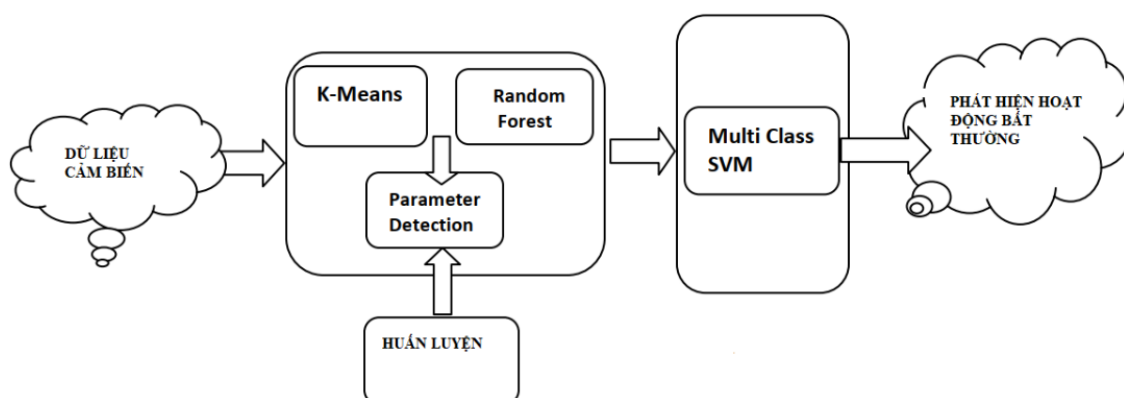 DỮ LIỆU
CẢM BIẾN
K-Means
Random
Forest
Parameter
Detection
HUẤN LUYỆN
Multi Class
SVM
PHÁT HIỆN HOẠT
ĐỘNG BẤT
THƯỜNG